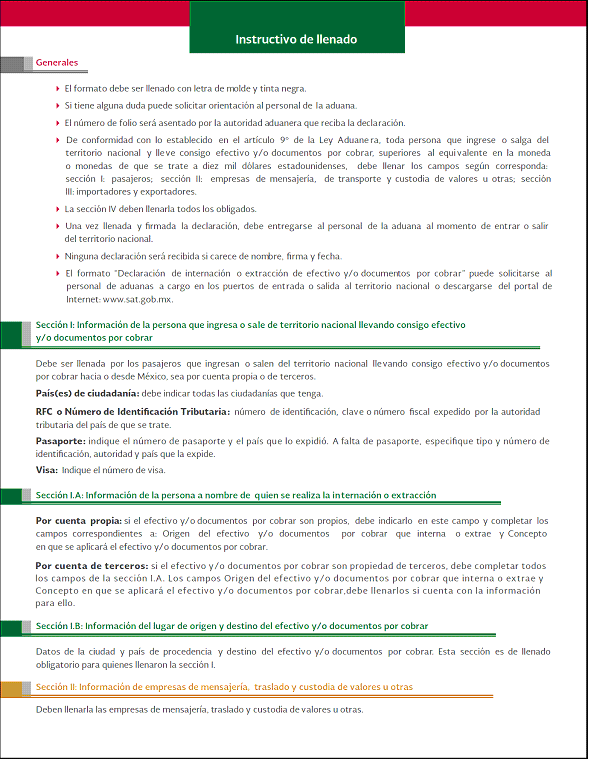 Instructivo de llenado
Generales
El formato debe ser llenado con letra de molde y tinta negra.
Si tiene alguna duda puede solicitar orientación al personal de la aduana.
El número de folio será asentado por la autoridad aduanera que reciba la declaración.
De conformidad con lo establecido en el artículo 9° de la Ley Aduanera, toda persona que ingrese o salga del
territorio nacional y lleve consigo efectivo y/o documentos por cobrar, superiores al equivalente en la moneda
o monedas de que se trate a diez mil dólares estadounidenses, debe llenar los campos según corresponda:
sección I: pasajeros; sección II: empresas de mensajería, de transporte y custodia de valores u otras; sección
III: importadores y exportadores.
La sección IV deben llenarla todos los obligados.
Una vez llenada y firmada la declaración, debe entregarse al personal de la aduana al momento de entrar o salir
del territorio nacional.
Ninguna declaración será recibida si carece de nombre, firma y fecha.
El formato "Declaración de internación o extracción de efectivo y/o documentos por cobrar" puede solicitarse al
personal de aduanas a cargo en los puertos de entrada o salida al territorio nacional o descargarse del portal de
Internet: www.sat.gob.mx.
Sección I: Información de la persona que ingresa o sale de territorio nacional llevando consigo efectivo
y/o documentos por cobrar
Debe ser llenada por los pasajeros que ingresan o salen del territorio nacional llevando consigo efectivo y/o documentos
por cobrar hacia o desde México, sea por cuenta propia o de terceros.
País(es) de ciudadanía: debe indicar todas las ciudadanías que tenga.
RFC o Número de Identificación Tributaria: número de identificación, clave o número fiscal expedido por la autoridad
tributaria del país de que se trate.
Pasaporte: indique el número de pasaporte y el país que lo expidió. A falta de pasaporte, especifique tipo y número de
identificación, autoridad y país que la expide.
Visa: Indique el número de visa.
Sección I.A: Información de la persona a nombre de quien se realiza la internación o extracción
Por cuenta propia: si el efectivo y/o documentos por cobrar son propios, debe indicarlo en este campo y completar los
campos correspondientes a: Origen del efectivo y/o documentos por cobrar que interna o extrae y Concepto
en que se aplicará el efectivo y/o documentos por cobrar.
Por cuenta de terceros: si el efectivo y/o documentos por cobrar son propiedad de terceros, debe completar todos
los campos de la sección I.A. Los campos Origen del efectivo y/o documentos por cobrar que interna o extrae y
Concepto en que se aplicará el efectivo y/o documentos por cobrar,debe llenarlos si cuenta con la información
para ello.
Sección I.B: Información del lugar de origen y destino del efectivo y/o documentos por cobrar
Datos de la ciudad y país de procedencia y destino del efectivo y/o documentos por cobrar. Esta sección es de llenado
obligatorio para quienes llenaron la sección I.
Sección II: Información de empresas de mensajería, traslado y custodia de valores u otras
Deben llenarla las empresas de mensajería, traslado y custodia de valores u otras.